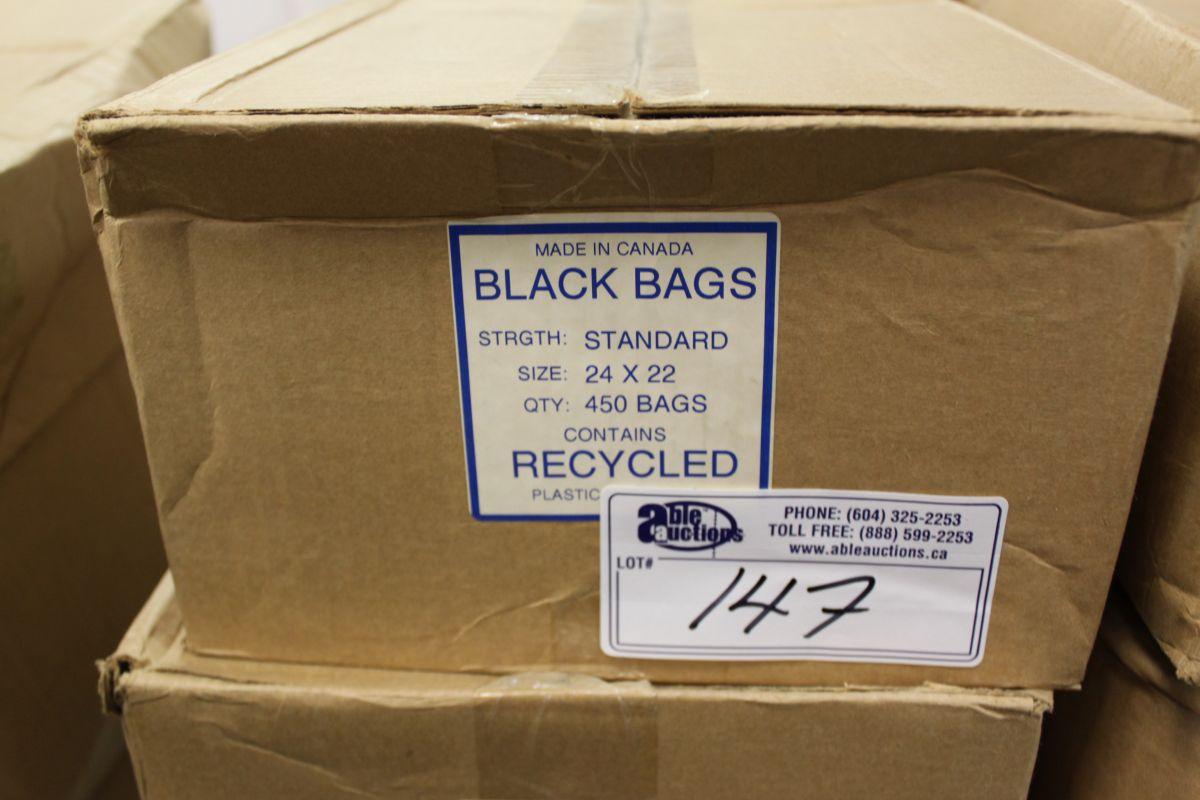 MADE IN CANADA
BLACK BAGS
STRGTH: STANDARD
SIZE: 24 X 22
QTY: 450 BAGS
CONTAINS
RECYCLED
PLASTIC
able auctions
PHONE: (604) 325-2253
TOLL FREE: (888) 599-2253
www.ableauctions.ca
LOT#
147